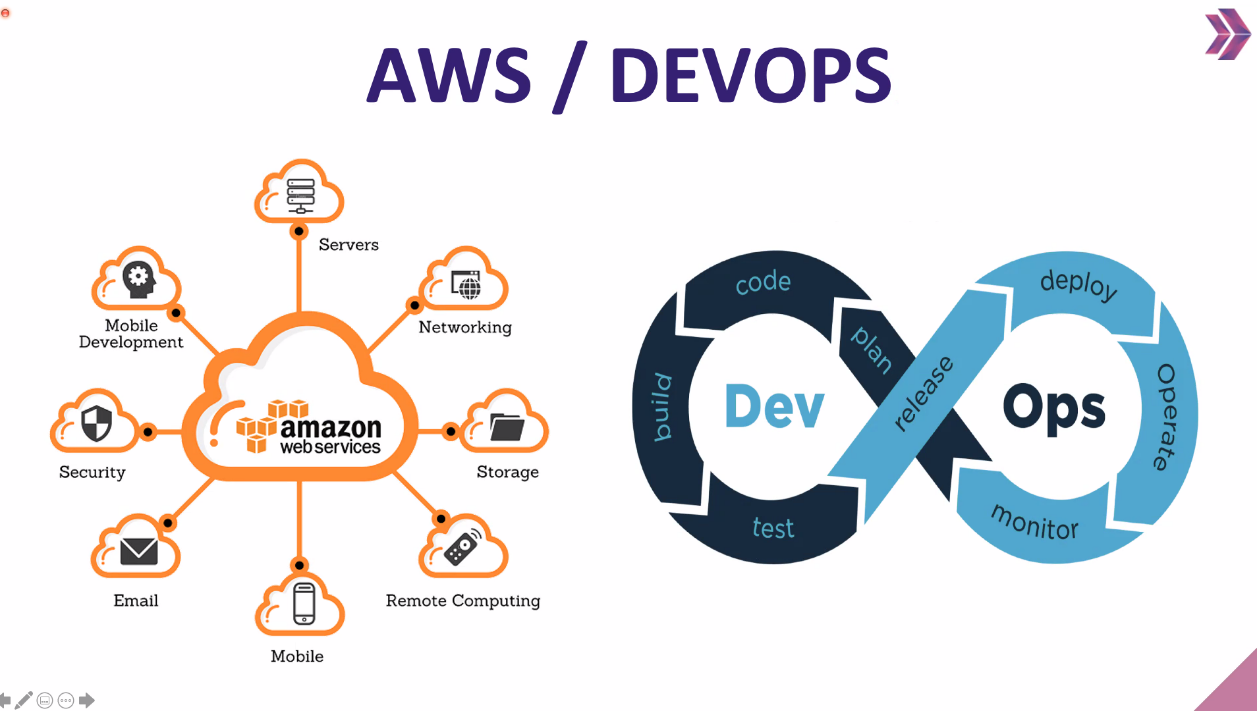 AWS / DEVOPS
Servers
Mobile
Development
Networking
amazon
web services
Security
Storage
Email
Remote Computing
Mobile
code
plan
build
Dev
test
release
deploy
Ops
Operate
monitor